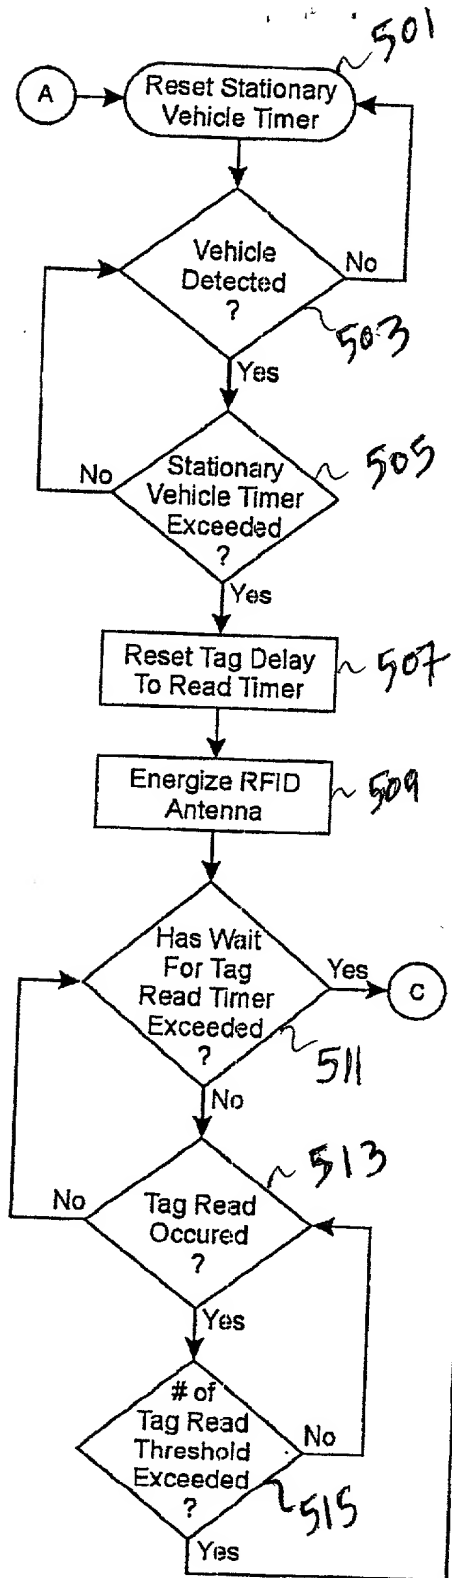 501
A
Reset Stationary
Vehicle Timer
Vehicle
Detected
?
No
503
Yes
Stationary
Vehicle Timer
Exceeded
?
505
No
Yes
Reset Tag Delay
To Read Timer
507
Energize RFID
Antenna
509
Has Wait
For Tag
Read Timer
Exceeded
?
Yes
C
511
No
513
Tag Read
Occured
?
No
Yes
# of
Tag Read
Threshold
Exceeded
?
No
515
Yes